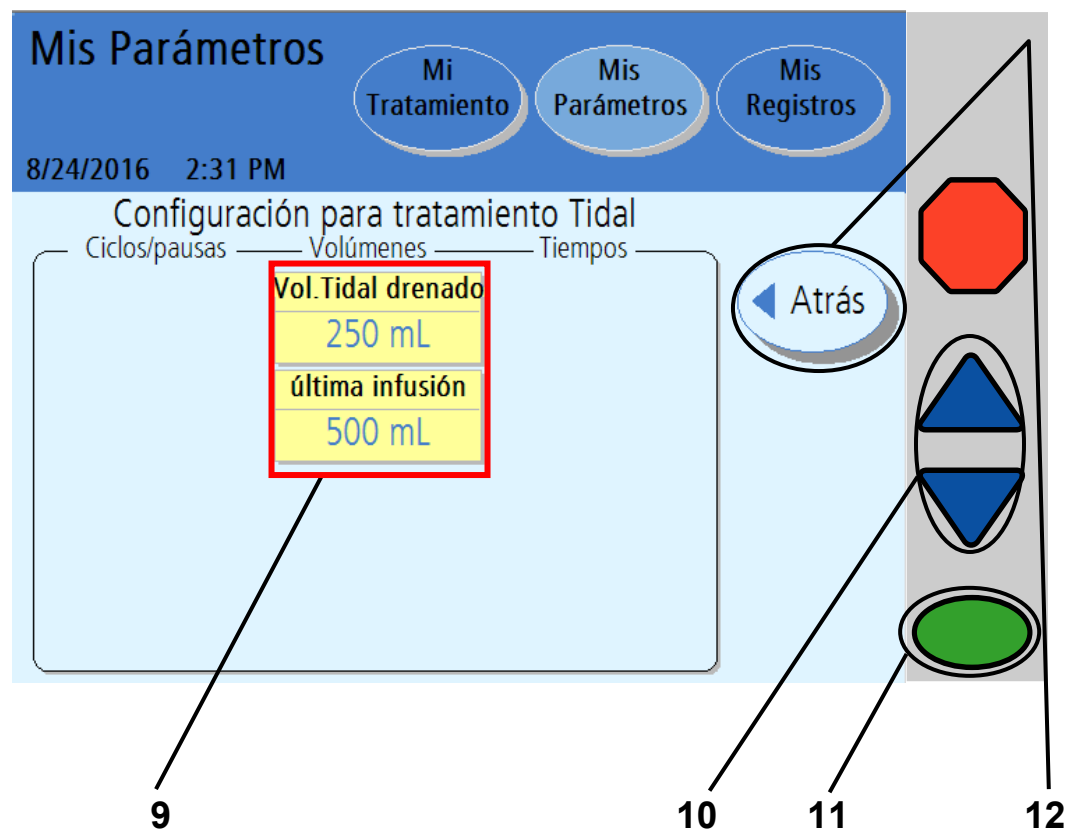 Mis Parámetros
Mi
Tratamiento
Mis
Parámetros
Mis
Registros
8/24/2016 2:31 PM
Configuración para tratamiento Tidal
Ciclos/pausas Volúmenes Tiempos
Vol.Tidal drenado
250 mL
última infusión
500 mL
Atrás
9 10 11 12